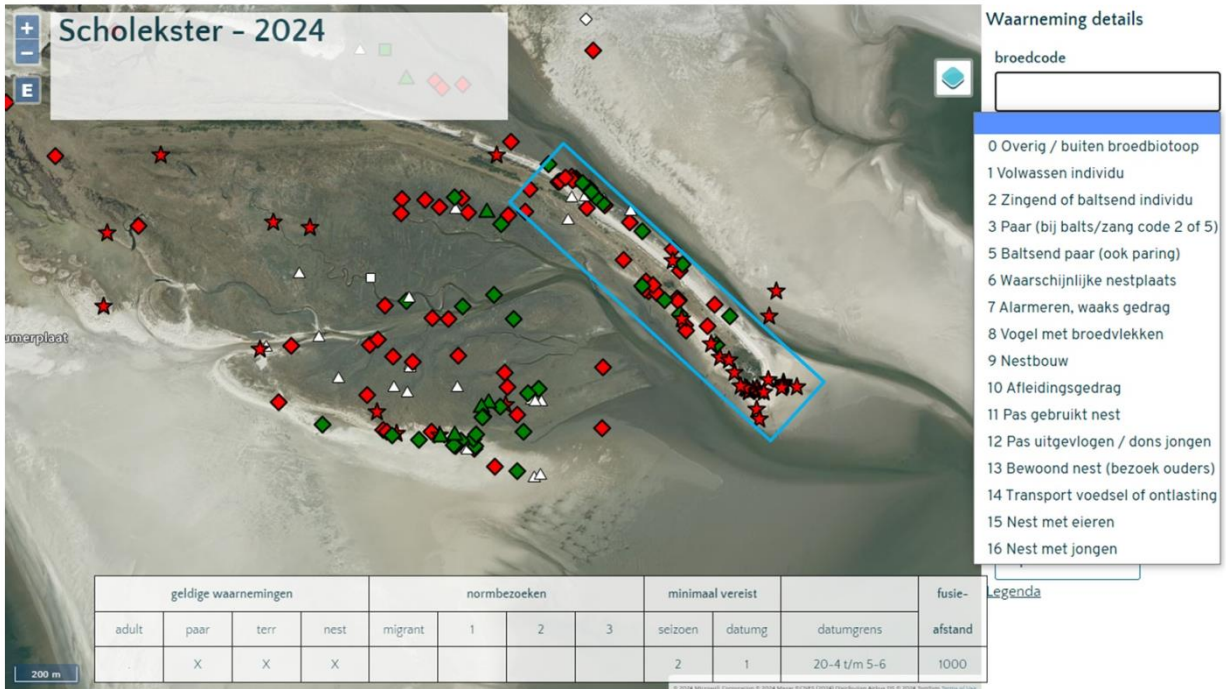 +
Scholekster - 2024
−
E
umerplaat
200 m
Waarneming details
broedcode
0 Overig / buiten broedbiotoop
1 Volwassen individu
2 Zingend of baltsend individu
3 Paar (bij balts/zang code 2 of 5)
5 Baltsend paar (ook paring)
6 Waarschijnlijke nestplaats
7 Alarmeren, waaks gedrag
8 Vogel met broedvlekken
9 Nestbouw
10 Afleidingsgedrag
11 Pas gebruikt nest
12 Pas uitgevlogen / dons jongen
13 Bewoond nest (bezoek ouders)
14 Transport voedsel of ontlasting
15 Nest met eieren
16 Nest met jongen
Legenda
geldige waarnemingen normbezoeken minimaal vereist fusie-
adult paar terr nest migrant 1 2 3 seizoen datumg datumgrens afstand
. X X X 2 1 20-4 t/m 5-6 1000